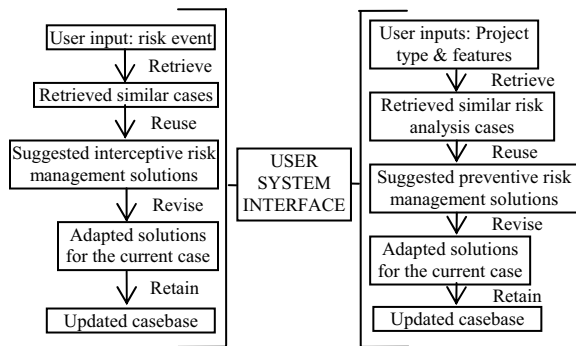 User input: risk event
Retrieve
Retrieved similar cases
Reuse
Suggested interceptive risk
management solutions
Revise
Adapted solutions
for the current case
Retain
Updated casebase
USER
SYSTEM
INTERFACE
User inputs: Project
type & features
Retrieve
Retrieved similar risk
analysis cases
Reuse
Suggested preventive risk
management solutions
Revise
Adapted solutions
for the current case
Retain
Updated casebase